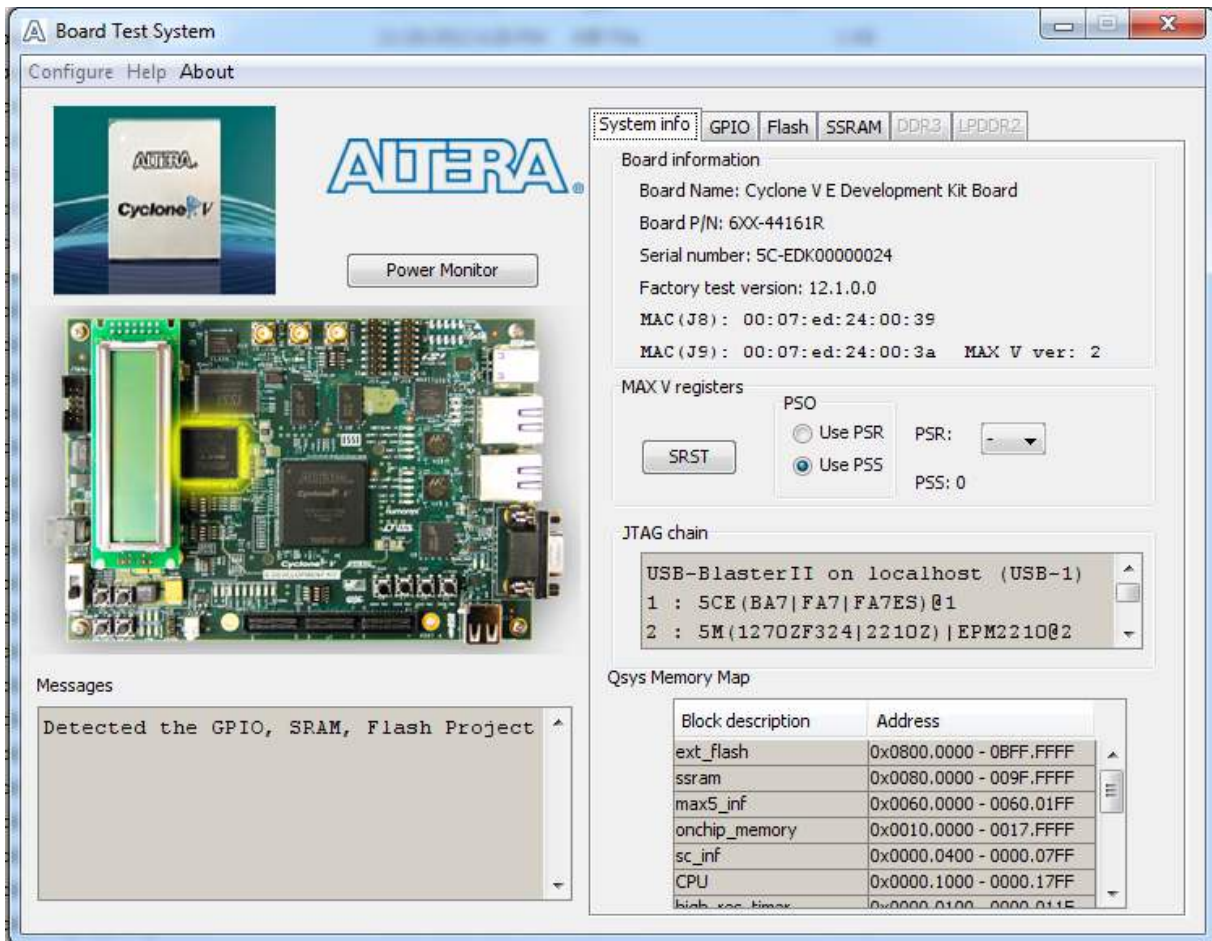 Board Test System
Configure Help About
ALTERA
Cyclone V
ALTERA
Power Monitor
Messages
Detected the GPIO, SRAM, Flash Project
System info GPIO Flash SSRAM DDR3 LPDDR2
Board information
Board Name: Cyclone V E Development Kit Board
Board P/N: 6XX-44161R
Serial number: 5C-EDK00000024
Factory test version: 12.1.0.0
MAC(J8): 00:07:ed:24:00:39
MAC(J9): 00:07:ed:24:00:3a MAX V ver: 2
MAX V registers
SRST
PSO
Use PSR
Use PSS
PSR: -
PSS: 0
JTAG chain
USB-BlasterII on localhost (USB-1)
1 : 5CE(BA7|FA7|FA7ES)@1
2 : 5M(1270ZF324|2210Z)|EPM2210@2
Qsys Memory Map
Block description Address
ext_flash 0x0800.0000 - 0BFF.FFFF
ssram 0x0080.0000 - 009F.FFFF
max5_inf 0x0060.0000 - 0060.01FF
onchip_memory 0x0010.0000 - 0017.FFFF
sc_inf 0x0000.0400 - 0000.07FF
CPU 0x0000.1000 - 0000.17FF